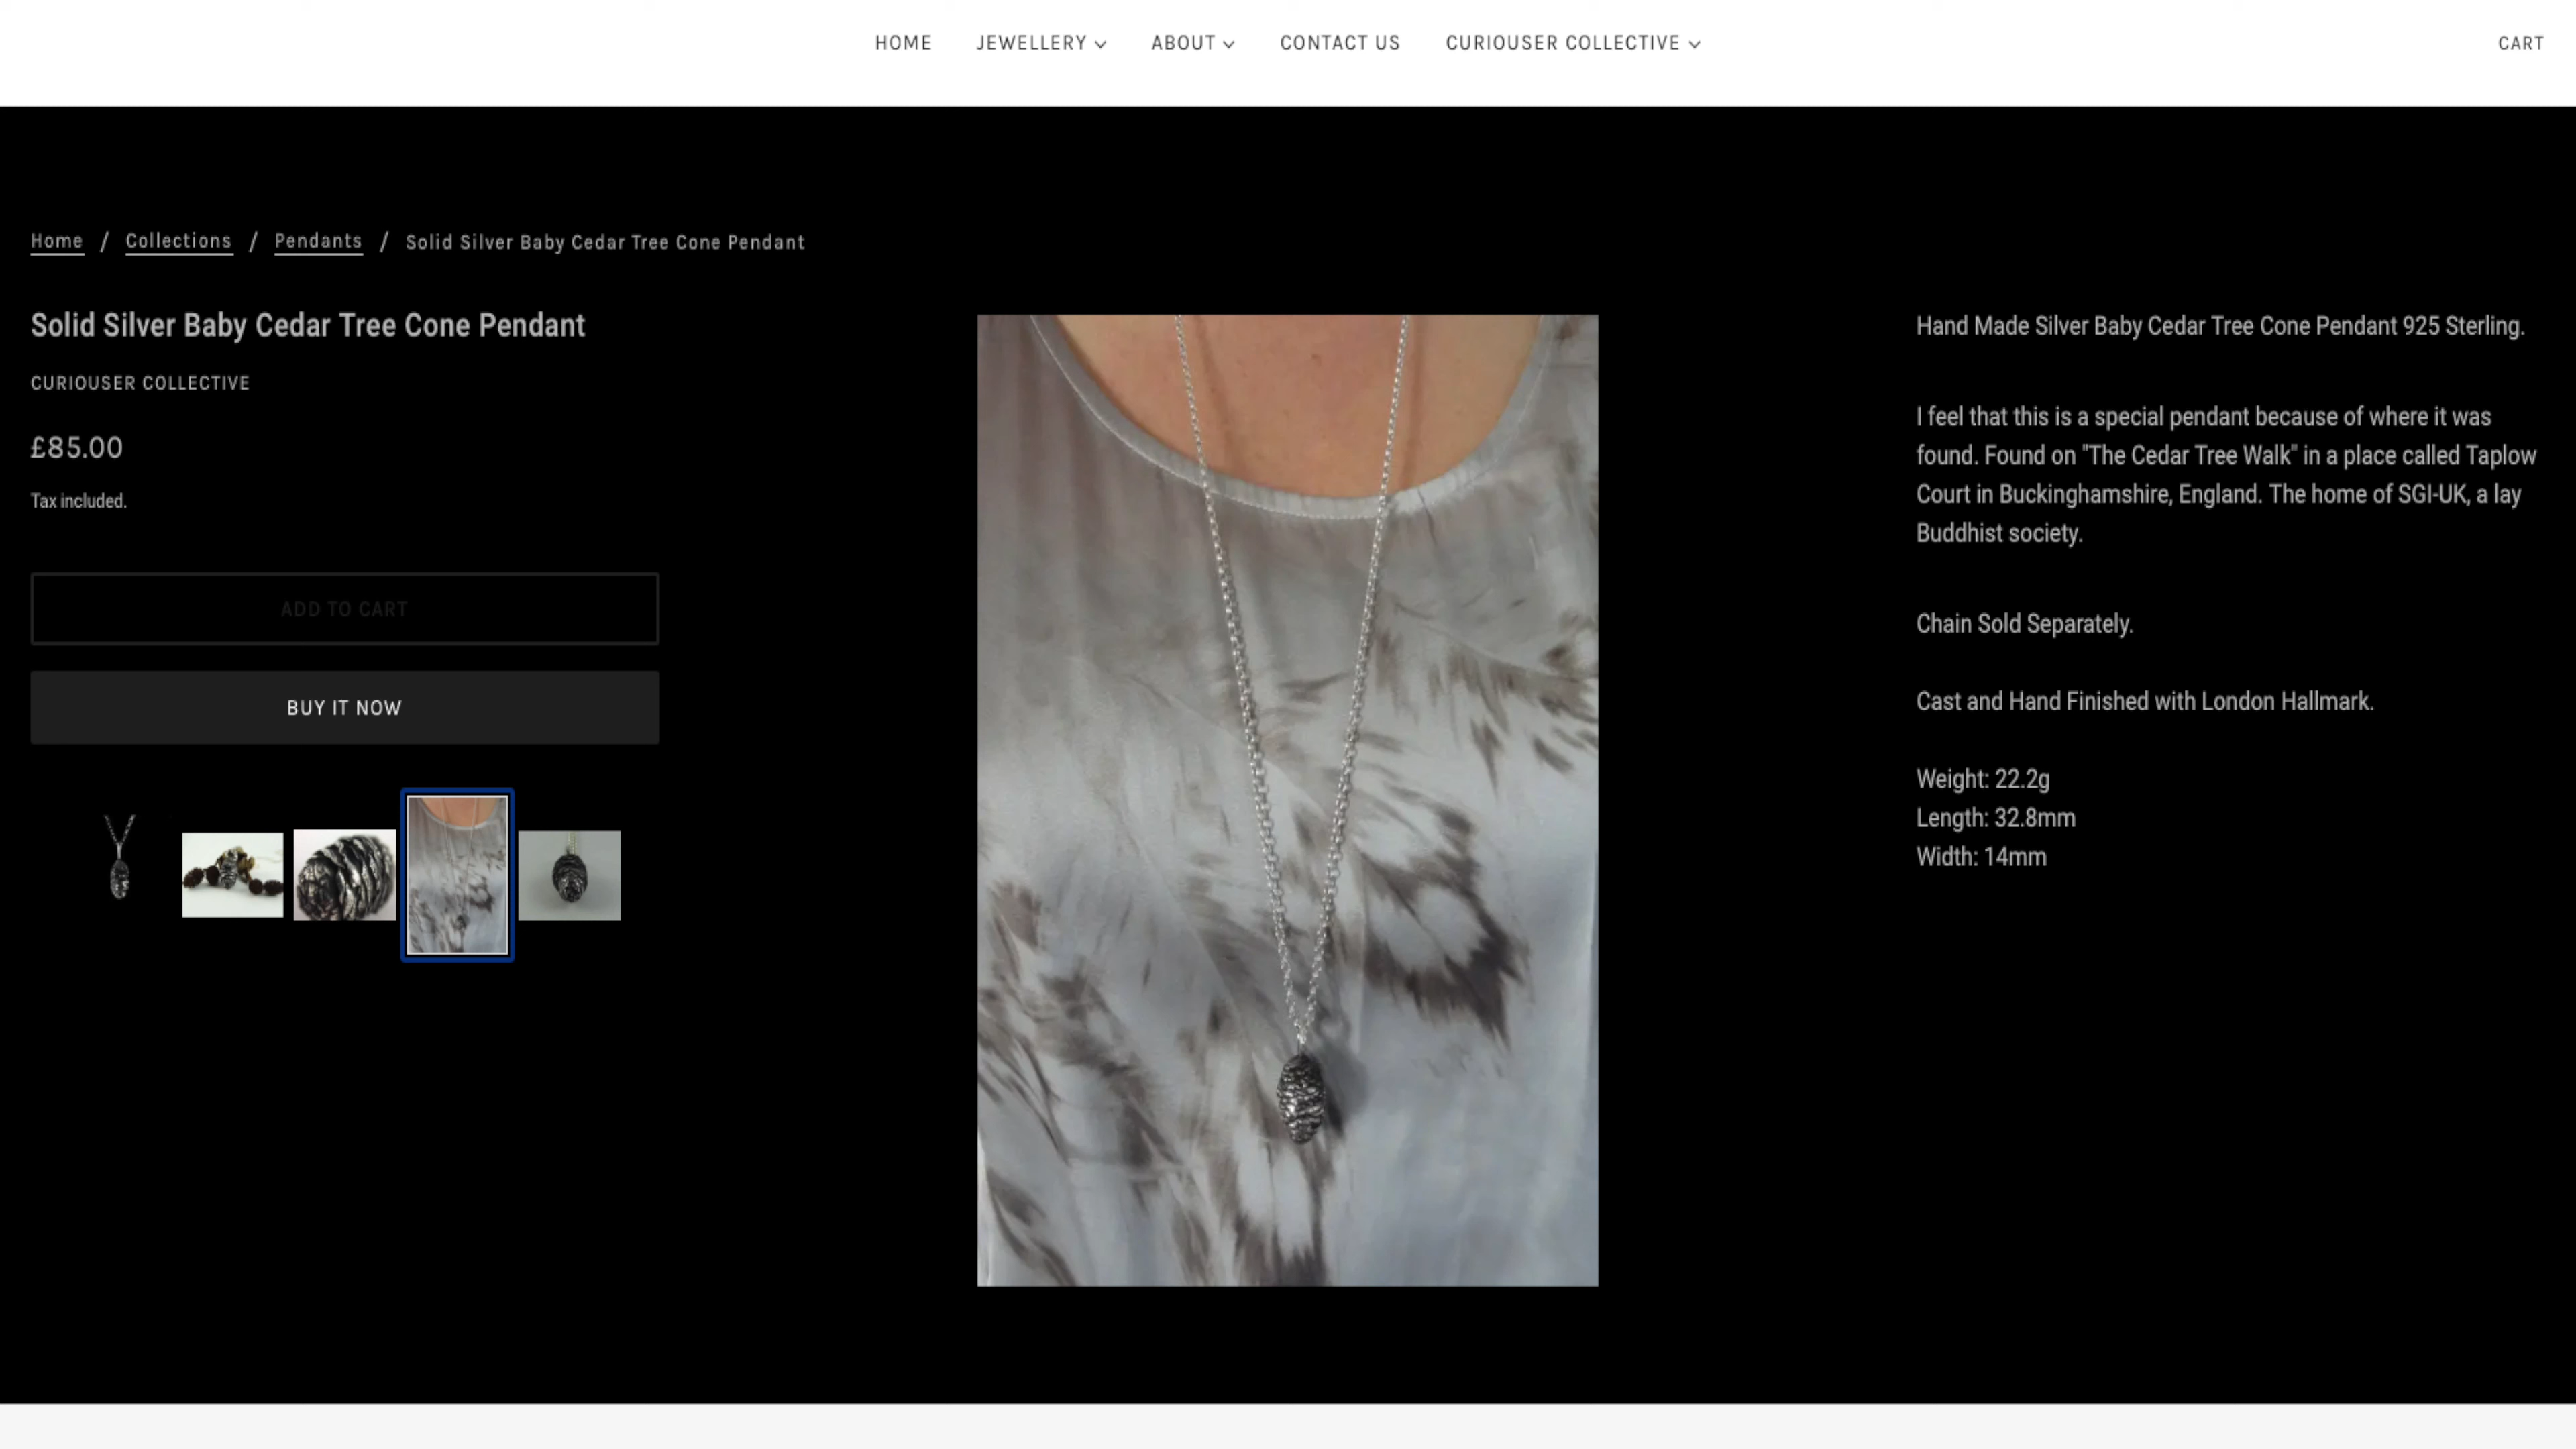 HOME JEWELLERY ABOUT CONTACT US CURIOUSER COLLECTIVE CART
Home / Collections / Pendants / Solid Silver Baby Cedar Tree Cone Pendant
Solid Silver Baby Cedar Tree Cone Pendant
CURIOUSER COLLECTIVE
£85.00
Tax included.
ADD TO CART
BUY IT NOW
Hand Made Silver Baby Cedar Tree Cone Pendant 925 Sterling.
I feel that this is a special pendant because of where it was
found. Found on "The Cedar Tree Walk" in a place called Taplow
Court in Buckinghamshire, England. The home of SGI-UK, a lay
Buddhist society.
Chain Sold Separately.
Cast and Hand Finished with London Hallmark.
Weight: 22.2g
Length: 32.8mm
Width: 14mm